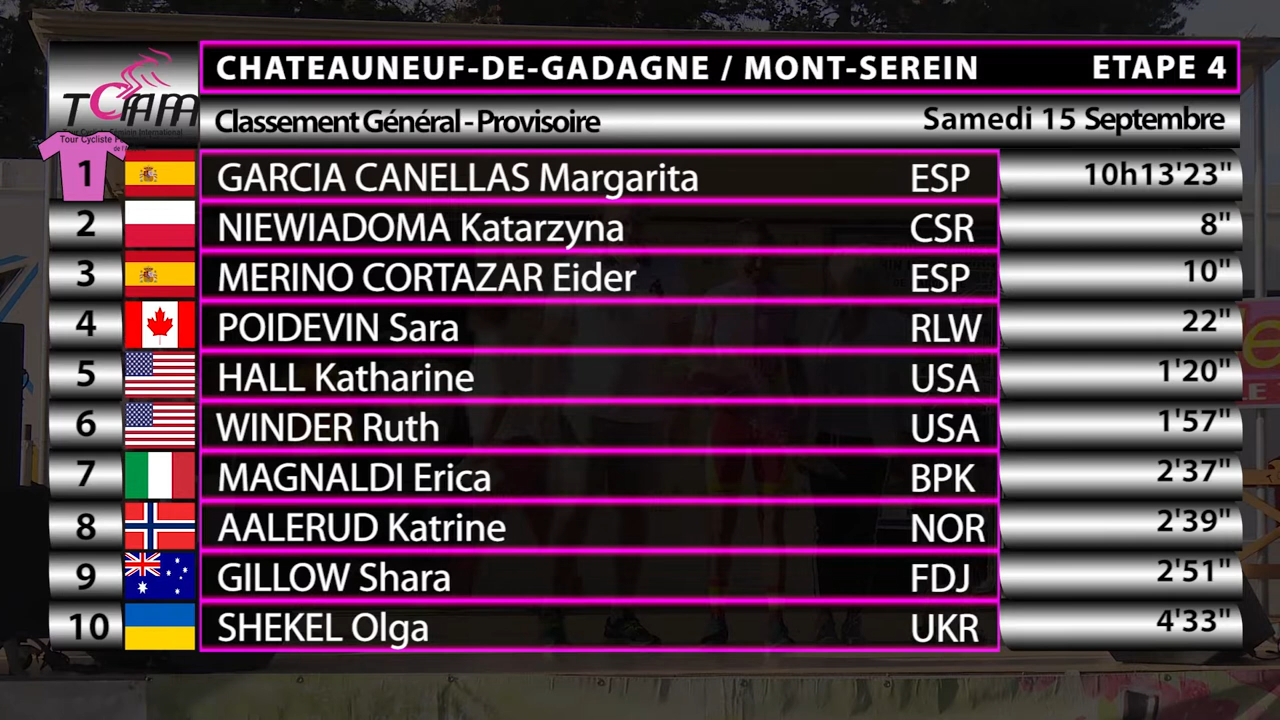 CHATEAUNEUF-DE-GADAGNE / MONT-SEREIN ETAPE 4
TCFIA
Classement Général - Provisoire Samedi 15 Septembre
Tour Cycliste
1 GARCIA CANELLAS Margarita ESP 10h13'23"
2 NIEWIADOMA Katarzyna CSR 8"
3 MERINO CORTAZAR Eider ESP 10"
4 POIDEVIN Sara RLW 22"
5 HALL Katharine USA 1'20"
6 WINDER Ruth USA 1'57"
7 MAGNALDI Erica BPK 2'37"
8 AALERUD Katrine NOR 2'39"
9 GILLOW Shara FDJ 2'51"
10 SHEKEL Olga UKR 4'33"